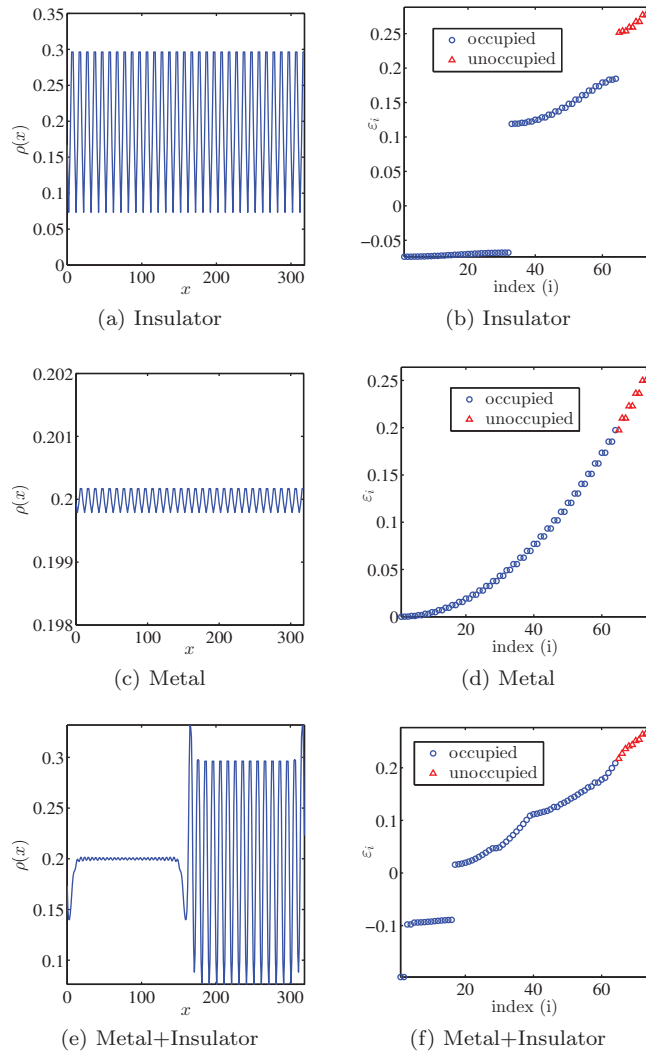 0.35
0.3
0.25
0.2
0.15
0.1
0.05
0
ρ(x)
0 100 200 300
x
(a) Insulator
0.25
0.2
0.15
0.1
0.05
0
−0.05
ε_i
occupied
unoccupied
20 40 60
index (i)
(b) Insulator
0.202
0.201
0.2
0.199
0.198
ρ(x)
0 100 200 300
x
(c) Metal
0.25
0.2
0.15
0.1
0.05
0
ε_i
occupied
unoccupied
20 40 60
index (i)
(d) Metal
0.3
0.25
0.2
0.15
0.1
ρ(x)
0 100 200 300
x
(e) Metal+Insulator
0.2
0.1
0
−0.1
ε_i
occupied
unoccupied
20 40 60
index (i)
(f) Metal+Insulator